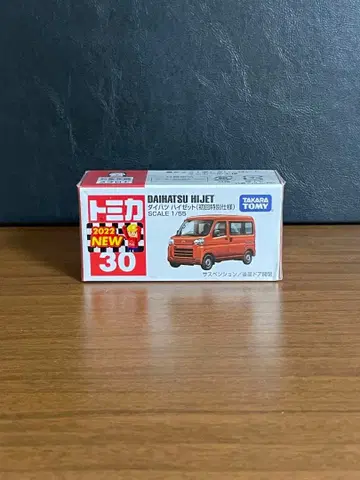 トミカ
2022
NEW
30
DAIHATSU HIJET
ダイハツ ハイゼット(初回特別仕様)
SCALE 1/55
TAKARA
TOMY
サスペンション/後部ドア開閉